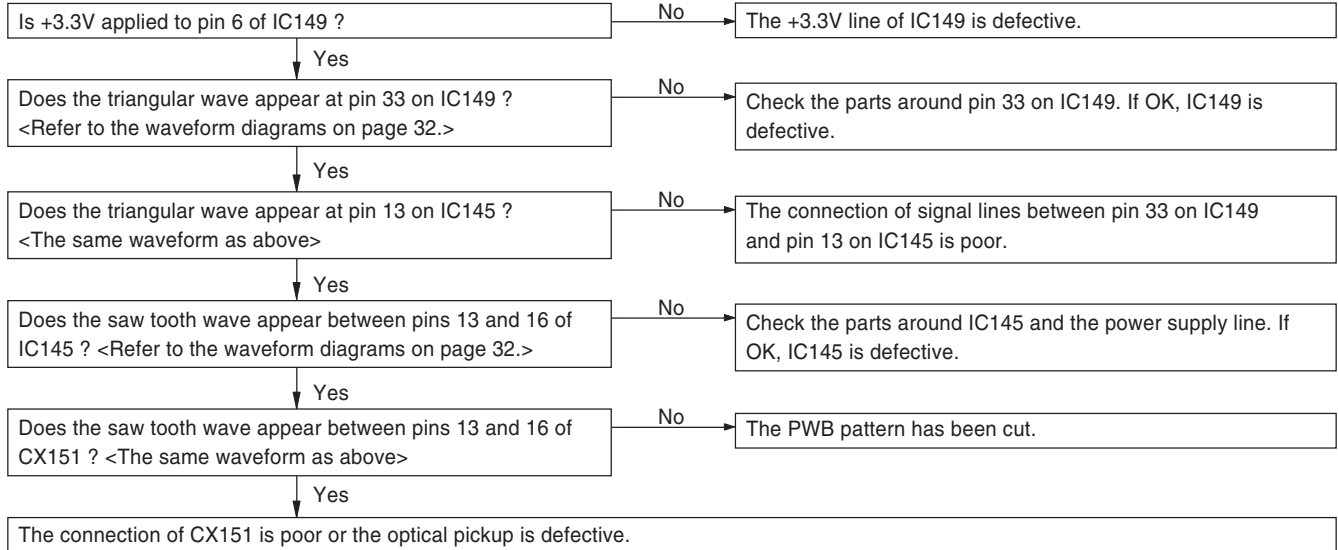 Is +3.3V applied to pin 6 of IC149 ?
No
The +3.3V line of IC149 is defective.
Yes
Does the triangular wave appear at pin 33 on IC149 ?
<Refer to the waveform diagrams on page 32.>
No
Check the parts around pin 33 on IC149. If OK, IC149 is
defective.
Yes
Does the triangular wave appear at pin 13 on IC145 ?
<The same waveform as above>
No
The connection of signal lines between pin 33 on IC149
and pin 13 on IC145 is poor.
Yes
Does the saw tooth wave appear between pins 13 and 16 of
IC145 ? <Refer to the waveform diagrams on page 32.>
No
Check the parts around IC145 and the power supply line. If
OK, IC145 is defective.
Yes
Does the saw tooth wave appear between pins 13 and 16 of
CX151 ? <The same waveform as above>
No
The PWB pattern has been cut.
Yes
The connection of CX151 is poor or the optical pickup is defective.